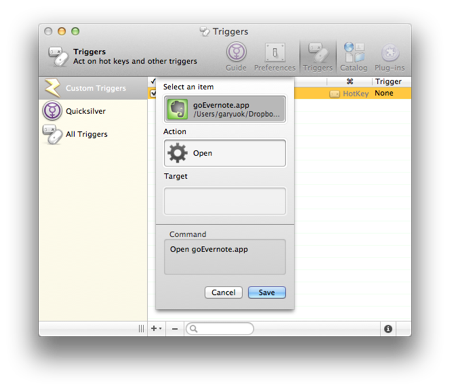 Triggers
Triggers
Act on hot keys and other triggers
Guide
Preferences
Triggers
Catalog
Plug-ins
Custom Triggers
Quicksilver
All Triggers
⌘
Trigger
HotKey
None
Select an item
goEvernote.app
/Users/garyuok/Dropbo...
Action
Open
Target
Command
Open goEvernote.app
Cancel
Save